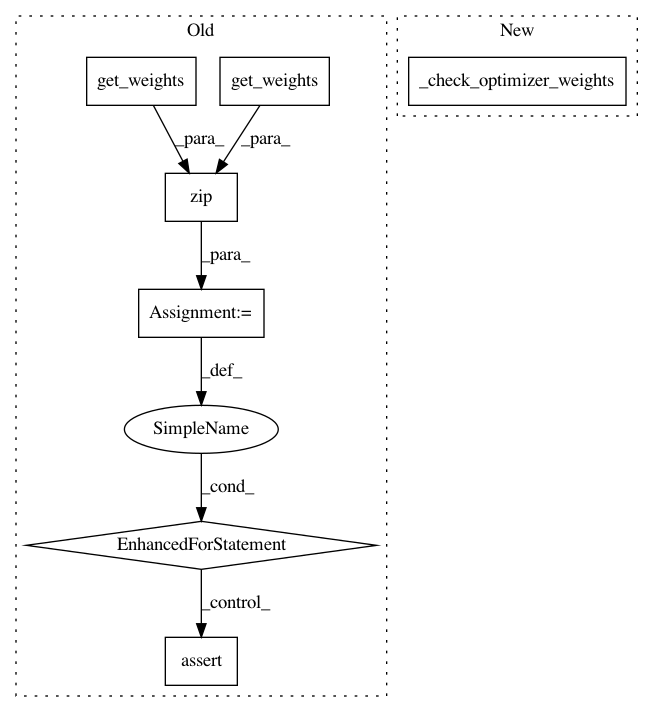 Old
New
get_weights
get_weights
_check_optimizer_weights
_para_
_para_
zip
_para_
Assignment:=
_def_
SimpleName
_cond_
EnhancedForStatement
_control_
assert